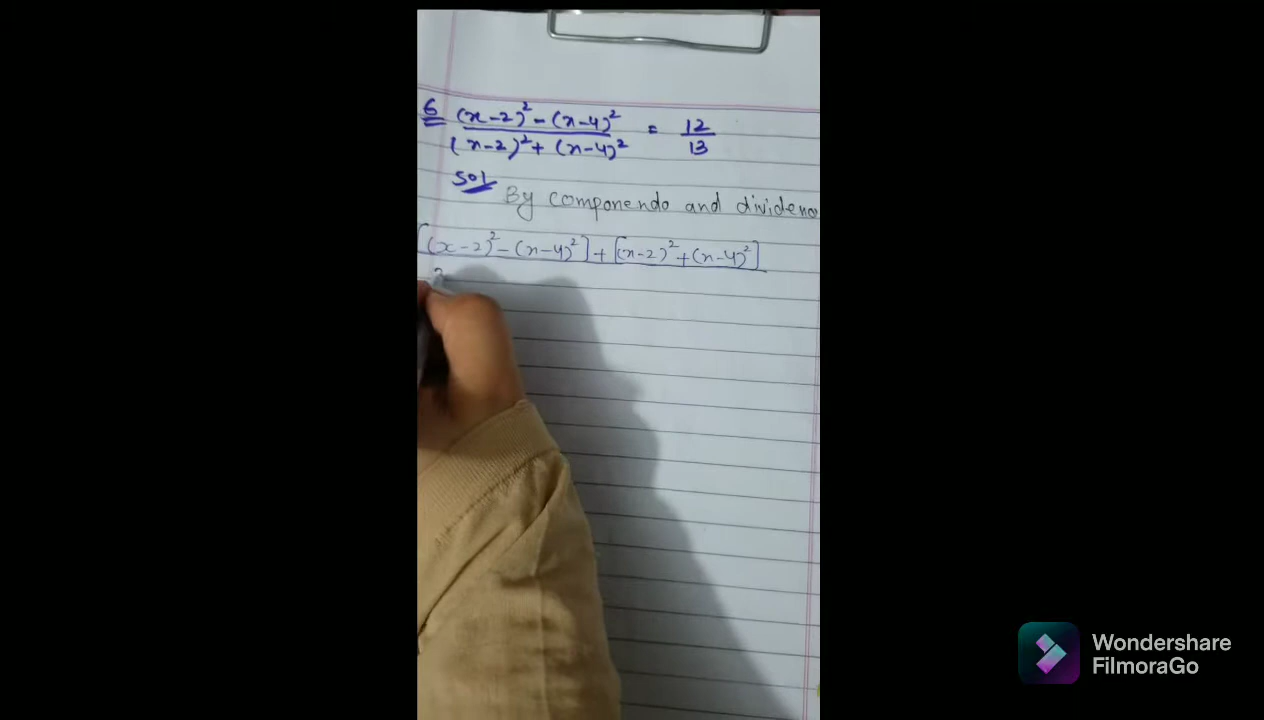 6 (x-2)² - (x-4)² / (x-2)² + (x-4)² = 12/13
Sol By componendo and dividendo
[(x-2)² - (x-4)²] + [(x-2)² + (x-4)²]
Wondershare
FilmoraGo